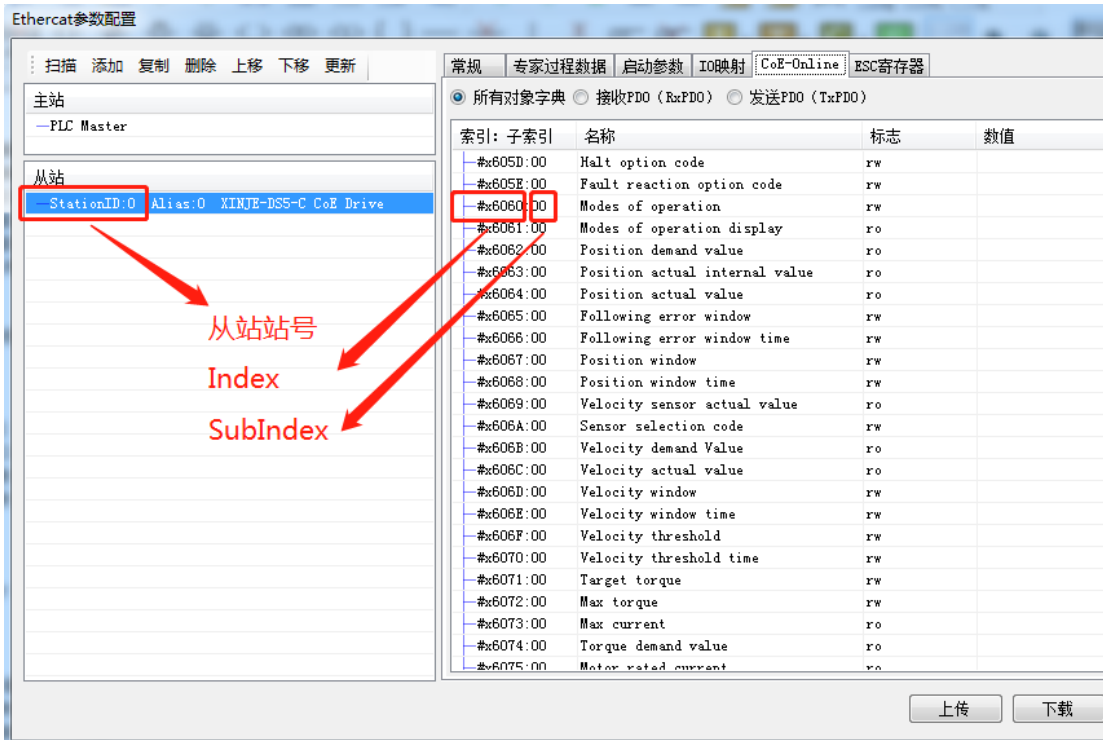 Ethercat参数配置
扫描 添加 复制 删除 上移 下移 更新
主站
PLC Master
从站
StationID:0 Alias:0 XINJE-DS5-C CoE Drive
从站站号
Index
SubIndex
常规 专家过程数据 启动参数 IO映射 CoE-Online ESC寄存器
所有对象字典 接收PDO (RxPDO) 发送PDO (TxPDO)
索引: 子索引 名称 标志 数值
#x605D:00 Halt option code rw
#x605E:00 Fault reaction option code rw
#x6060:00 Modes of operation rw
#x6061:00 Modes of operation display ro
#x6062:00 Position demand value ro
#x6063:00 Position actual internal value ro
#x6064:00 Position actual value ro
#x6065:00 Following error window rw
#x6066:00 Following error window time rw
#x6067:00 Position window rw
#x6068:00 Position window time rw
#x6069:00 Velocity sensor actual value ro
#x606A:00 Sensor selection code rw
#x606B:00 Velocity demand Value ro
#x606C:00 Velocity actual value ro
#x606D:00 Velocity window rw
#x606E:00 Velocity window time rw
#x606F:00 Velocity threshold rw
#x6070:00 Velocity threshold time rw
#x6071:00 Target torque rw
#x6072:00 Max torque rw
#x6073:00 Max current ro
#x6074:00 Torque demand value ro
#x6075:00 Motor rated current ro
上传 下载